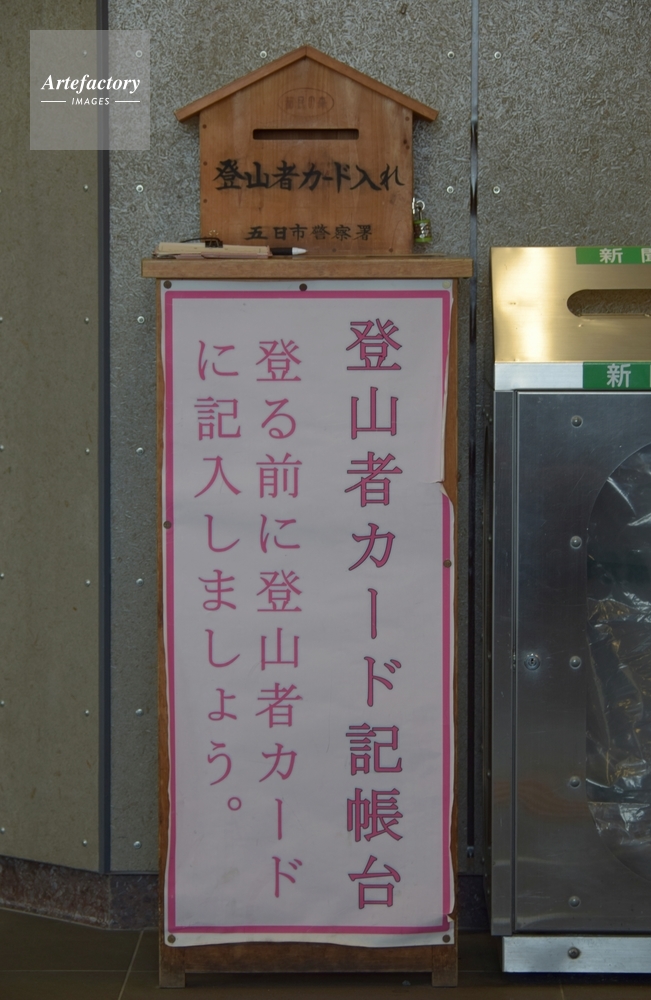 Artefactory
IMAGES
登山者カード入れ
五日市警察署
登山者カード記帳台
登る前に登山者カード
に記入しましょう。
新聞
新